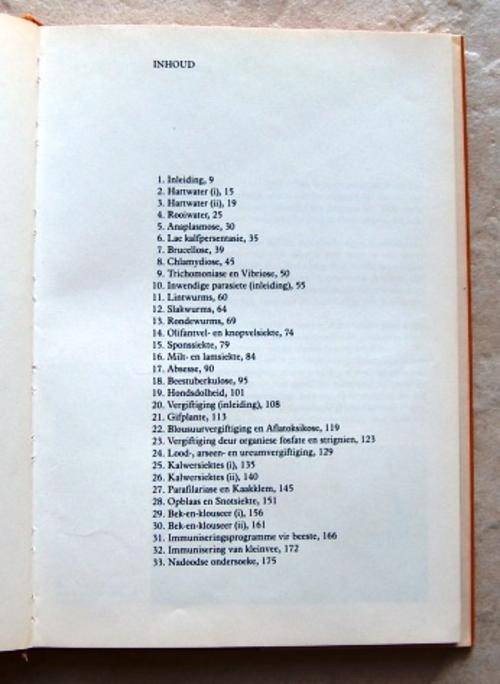 INHOUD
1. Inleiding, 9
2. Hartwater (i), 15
3. Hartwater (ii), 19
4. Rooiwater, 25
5. Anaplasmose, 30
6. Lae kalfpersentasie, 35
7. Brucellose, 39
8. Chlamydiose, 45
9. Trichomoniase en Vibriose, 50
10. Inwendige parasiete (inleiding), 55
11. Lintwurms, 60
12. Slakwurms, 64
13. Rondewurms, 69
14. Olifantvel- en knopvelsiekte, 74
15. Sponssiekte, 79
16. Milt- en lamsiekte, 84
17. Absesse, 90
18. Beestuberkulose, 95
19. Hondsdolheid, 101
20. Vergiftiging (inleiding), 108
21. Gifplante, 113
22. Blousuurvergiftiging en Aflatoksikose, 119
23. Vergiftiging deur organiese fosfate en strignien, 123
24. Lood-, arseen- en ureumvergiftiging, 129
25. Kalwersiektes (i), 135
26. Kalwersiektes (ii), 140
27. Parafilariase en Kaakklem, 145
28. Opblaas en Snotsiekte, 151
29. Bek-en-klouseer (i), 156
30. Bek-en-klouseer (ii), 161
31. Immuniseringsprogramme vir beeste, 166
32. Immunisering van kleinvee, 172
33. Nadoodse ondersoeke, 175